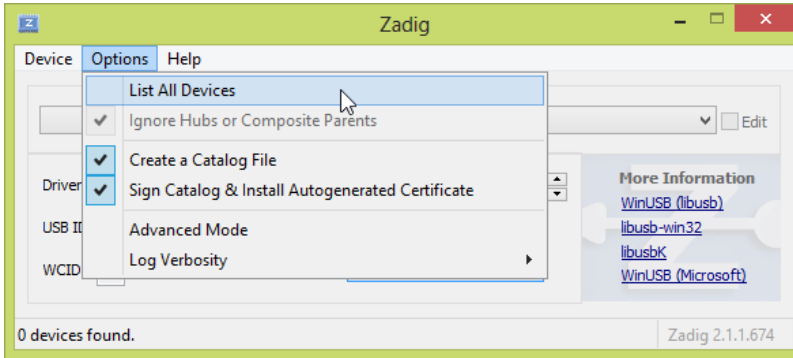 Zadig
Device Options Help
List All Devices
Ignore Hubs or Composite Parents
Edit
Create a Catalog File
Sign Catalog & Install Autogenerated Certificate
Advanced Mode
Log Verbosity
Driver
USB
WCID
More Information
WinUSB (libusb)
libusb-win32
libusbK
WinUSB (Microsoft)
0 devices found.
Zadig 2.1.1.674